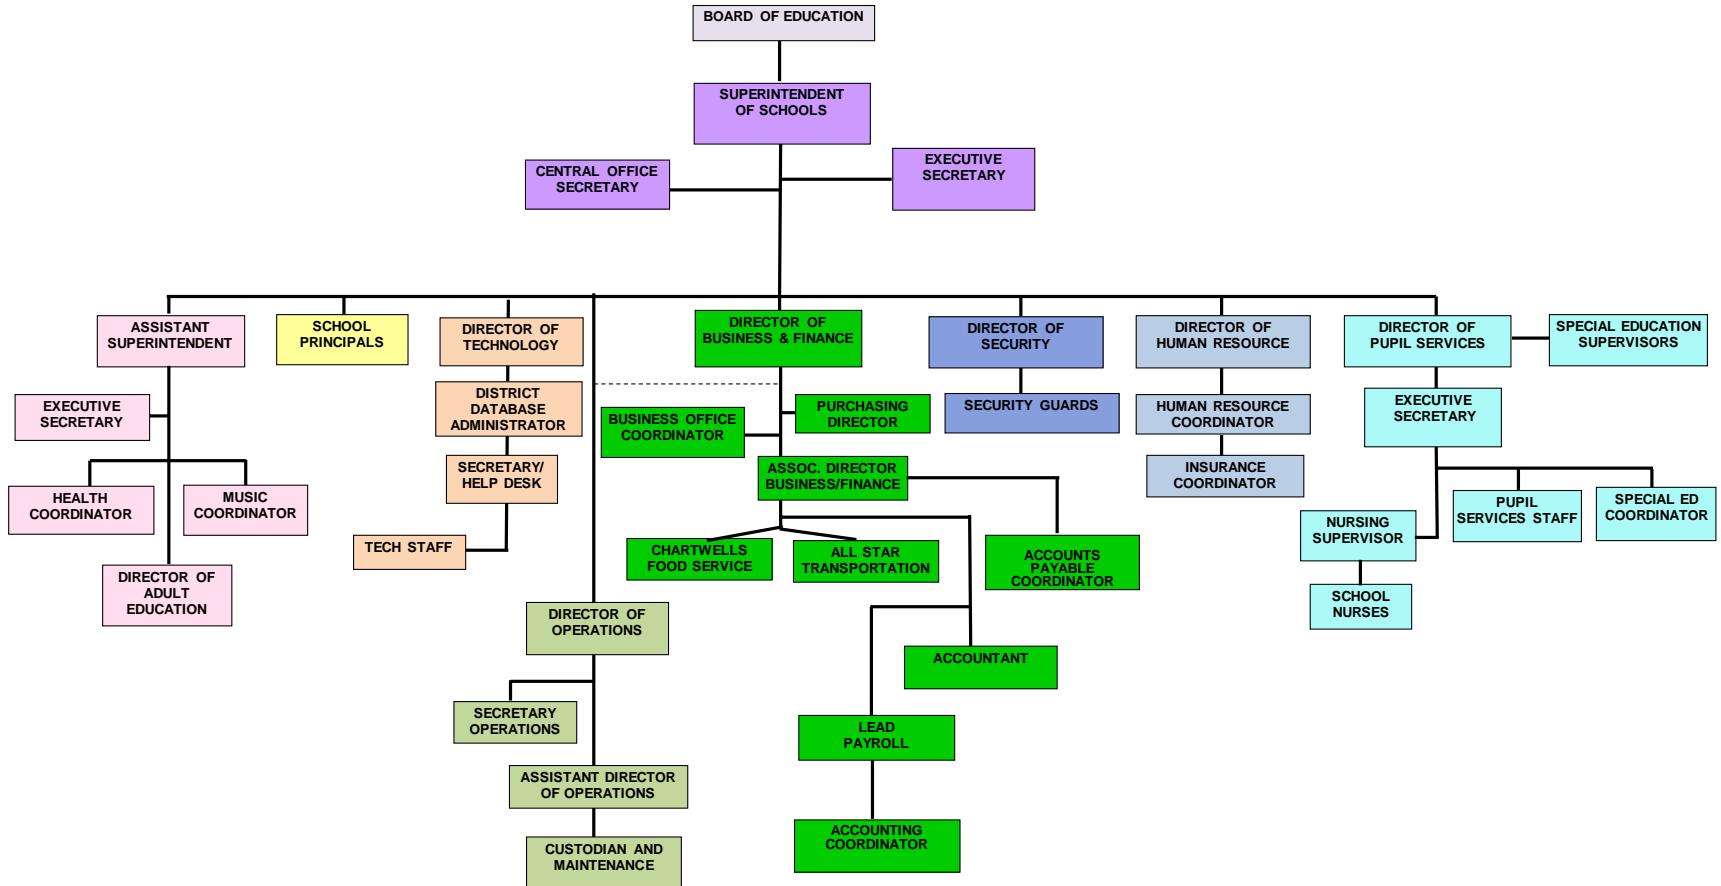 BOARD OF EDUCATION
SUPERINTENDENT
OF SCHOOLS
CENTRAL OFFICE
SECRETARY
EXECUTIVE
SECRETARY
ASSISTANT
SUPERINTENDENT
SCHOOL
PRINCIPALS
DIRECTOR OF
TECHNOLOGY
DIRECTOR OF
BUSINESS & FINANCE
DIRECTOR OF
SECURITY
DIRECTOR OF
HUMAN RESOURCE
DIRECTOR OF
PUPIL SERVICES
SPECIAL EDUCATION
SUPERVISORS
EXECUTIVE
SECRETARY
DISTRICT
DATABASE
ADMINISTRATOR
BUSINESS OFFICE
COORDINATOR
PURCHASING
DIRECTOR
SECURITY GUARDS
HUMAN RESOURCE
COORDINATOR
EXECUTIVE
SECRETARY
HEALTH
COORDINATOR
MUSIC
COORDINATOR
SECRETARY/
HELP DESK
ASSOC. DIRECTOR
BUSINESS/FINANCE
INSURANCE
COORDINATOR
NURSING
SUPERVISOR
PUPIL
SERVICES STAFF
SPECIAL ED
COORDINATOR
TECH STAFF
CHARTWELLS
FOOD SERVICE
ALL STAR
TRANSPORTATION
ACCOUNTS
PAYABLE
COORDINATOR
DIRECTOR OF
ADULT
EDUCATION
SCHOOL
NURSES
DIRECTOR OF
OPERATIONS
ACCOUNTANT
SECRETARY
OPERATIONS
LEAD
PAYROLL
ASSISTANT DIRECTOR
OF OPERATIONS
ACCOUNTING
COORDINATOR
CUSTODIAN AND
MAINTENANCE